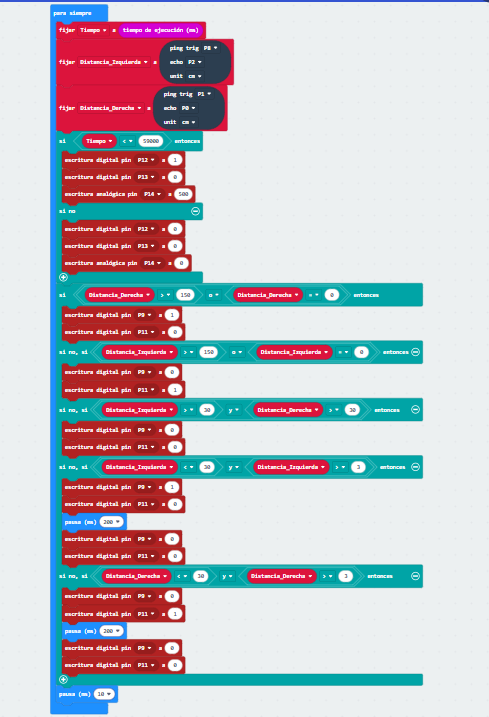 para siempre
fijar Tiempo a tiempo de ejecución (ms)
ping trig P8
fijar Distancia_Izquierda a echo P2
unit cm
ping trig P1
fijar Distancia_Derecha a echo P0
unit cm
si Tiempo < 59000 entonces
escritura digital pin P12 a 1
escritura digital pin P13 a 0
escritura analógica pin P14 a 500
si no
escritura digital pin P12 a 0
escritura digital pin P13 a 0
escritura analógica pin P14 a 0
si Distancia_Derecha > 150 o Distancia_Derecha = 0 entonces
escritura digital pin P9 a 1
escritura digital pin P11 a 0
si no, si Distancia_Izquierda > 150 o Distancia_Izquierda = 0 entonces
escritura digital pin P9 a 0
escritura digital pin P11 a 1
si no, si Distancia_Izquierda > 30 y Distancia_Derecha > 30 entonces
escritura digital pin P9 a 0
escritura digital pin P11 a 0
si no, si Distancia_Izquierda < 30 y Distancia_Izquierda > 3 entonces
escritura digital pin P9 a 1
escritura digital pin P11 a 0
pausa (ms) 200
escritura digital pin P9 a 0
escritura digital pin P11 a 0
si no, si Distancia_Derecha < 30 y Distancia_Derecha > 3 entonces
escritura digital pin P9 a 0
escritura digital pin P11 a 1
pausa (ms) 200
escritura digital pin P9 a 0
escritura digital pin P11 a 0
pausa (ms) 10